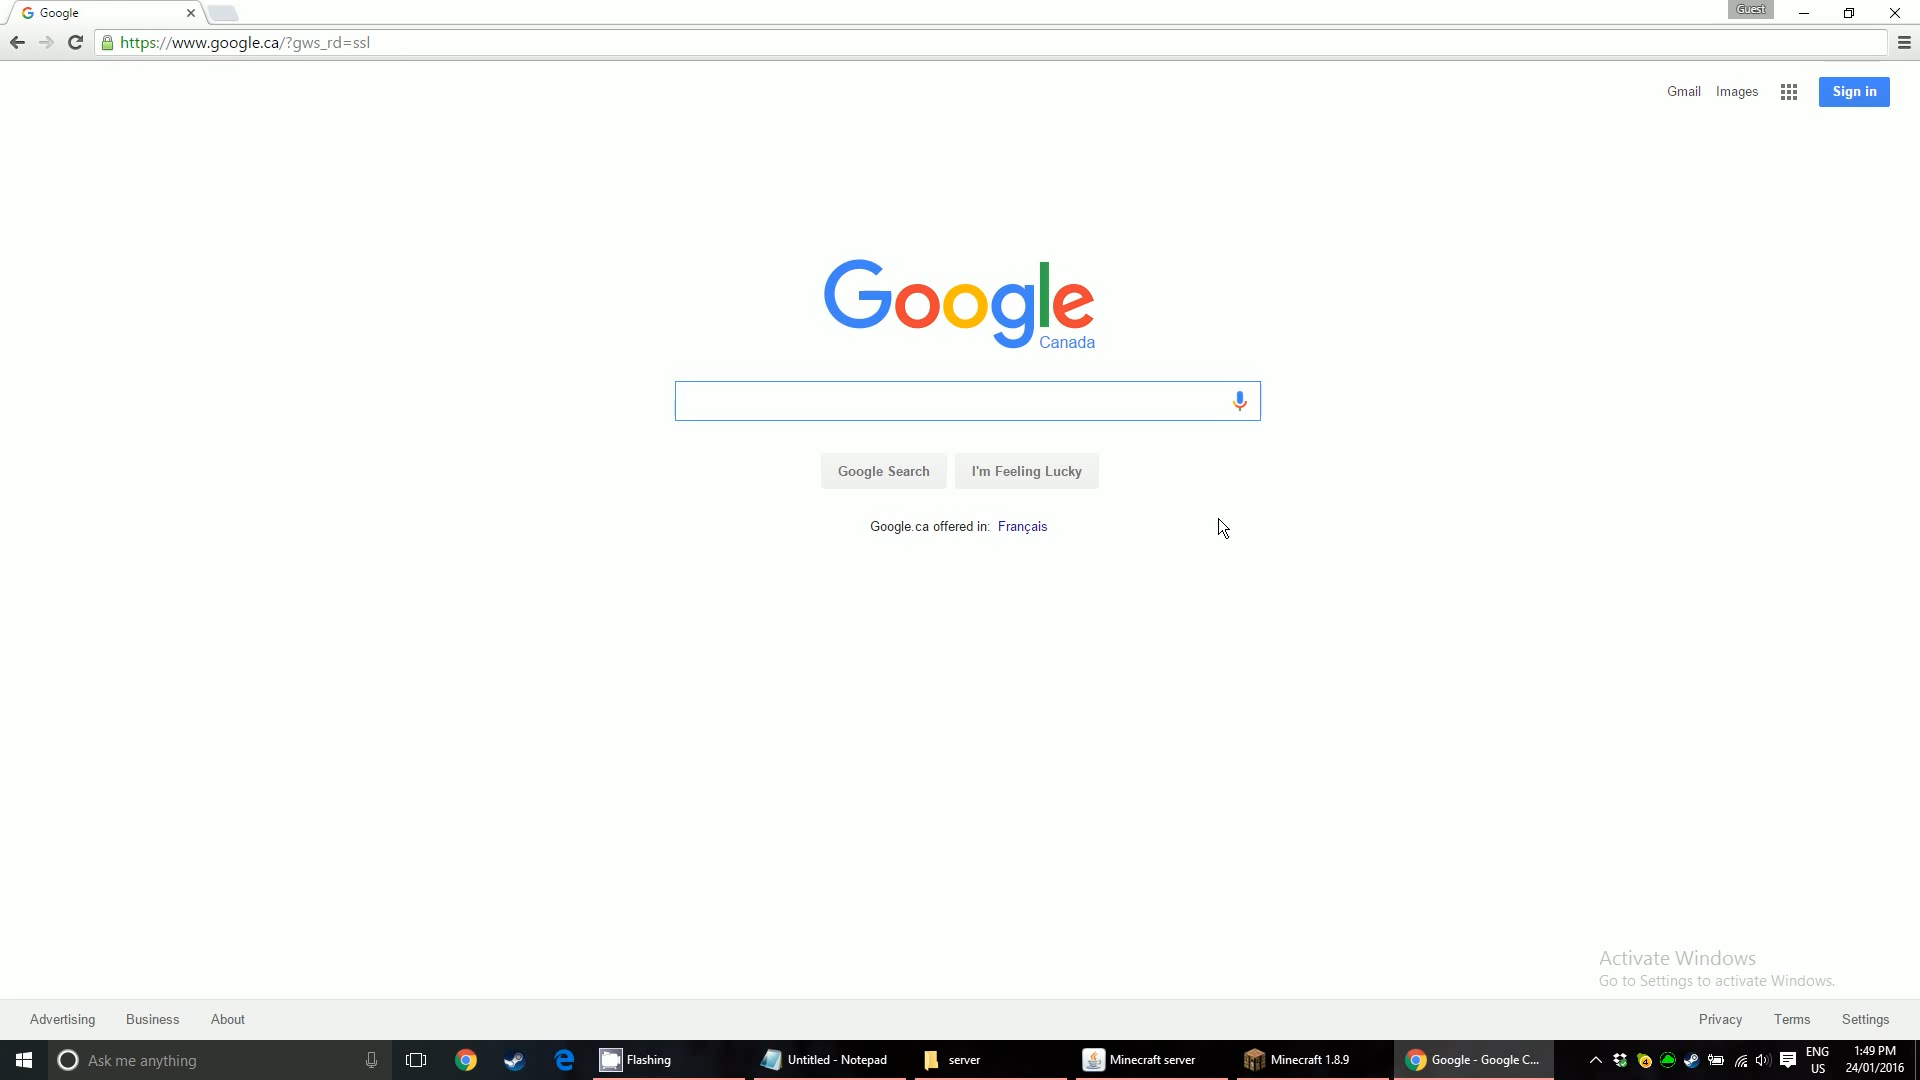 Google
Guest
https://www.google.ca/?gws_rd=ssl
Gmail Images Sign in
Google
Canada
Google Search I'm Feeling Lucky
Google.ca offered in: Français
Activate Windows
Go to Settings to activate Windows.
Advertising Business About Privacy Terms Settings
Ask me anything Flashing Untitled - Notepad server Minecraft server Minecraft 1.8.9 Google - Google C... ENG 1:49 PM
US 24/01/2016